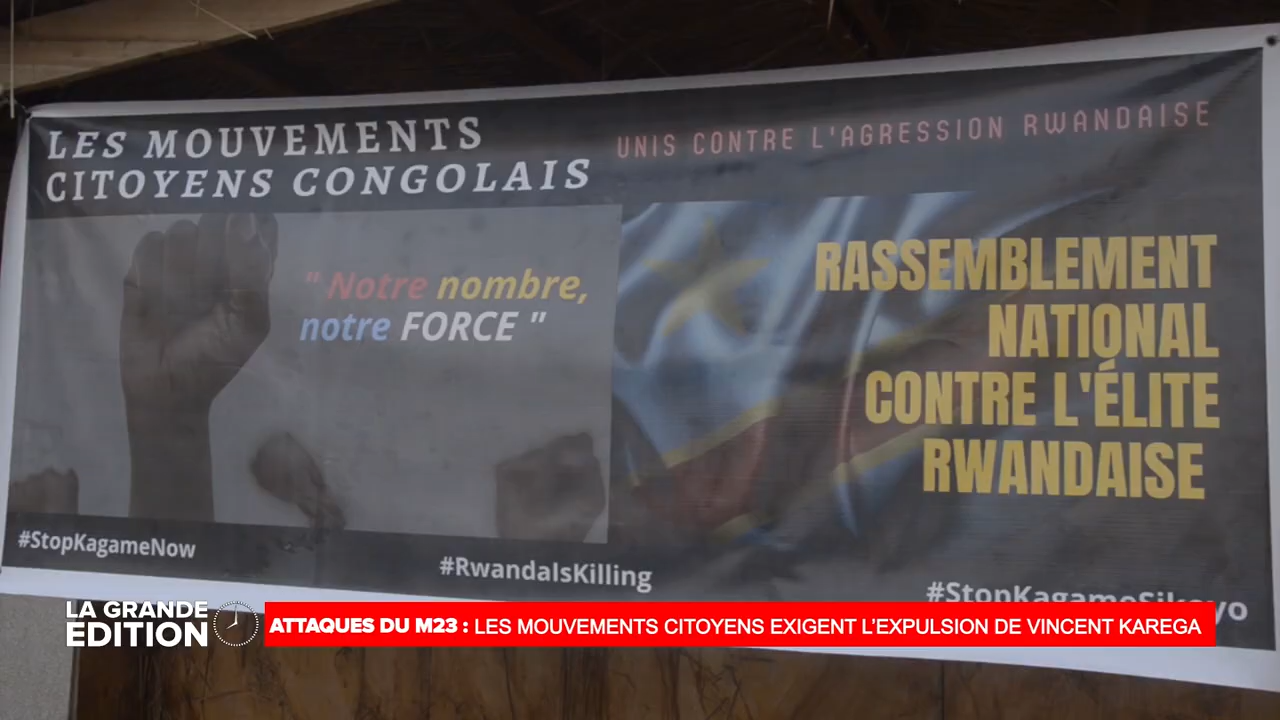 LES MOUVEMENTS
CITOYENS CONGOLAIS
UNIS CONTRE L'AGRESSION RWANDAISE
" Notre nombre,
notre FORCE "
RASSEMBLEMENT
NATIONAL
CONTRE L'ÉLITE
RWANDAISE
#StopKagameNow
#RwandaIsKilling
LA GRANDE
EDITION
ATTAQUES DU M23 : LES MOUVEMENTS CITOYENS EXIGENT L'EXPULSION DE VINCENT KAREGA